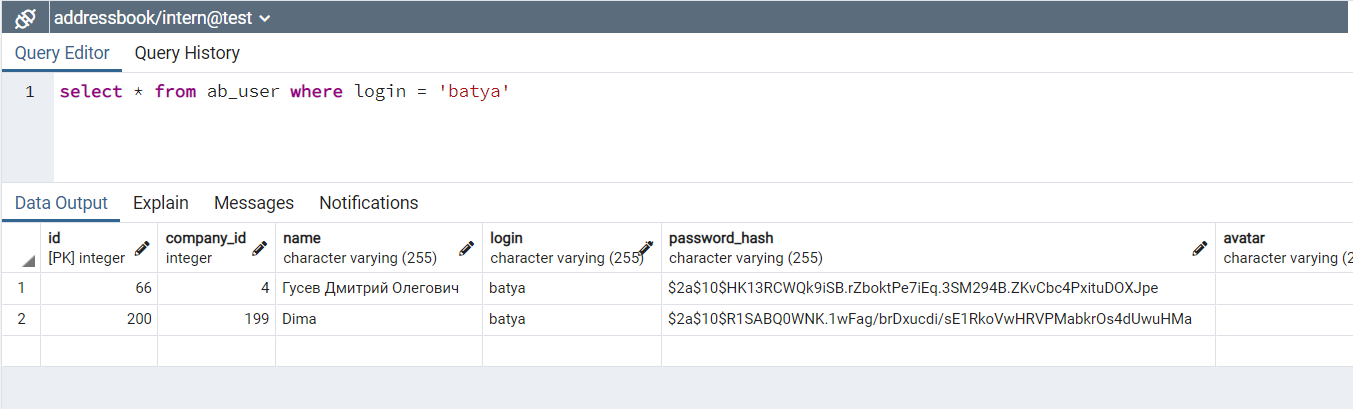 addressbook/intern@test
Query Editor Query History
1 select * from ab_user where login = 'batya'
Data Output Explain Messages Notifications
id company_id name login password_hash avatar
[PK] integer integer character varying (255) character varying (255) character varying (255) character varying (2
1 66 4 Гусев Дмитрий Олегович batya $2a$10$HK13RCWQk9iSB.rZboktPe7iEq.3SM294B.ZKvCbc4PxituDOXJpe
2 200 199 Dima batya $2a$10$R1SABQ0WNK.1wFag/brDxucdi/sE1RkoVwHRVPMabkrOs4dUwuHMa